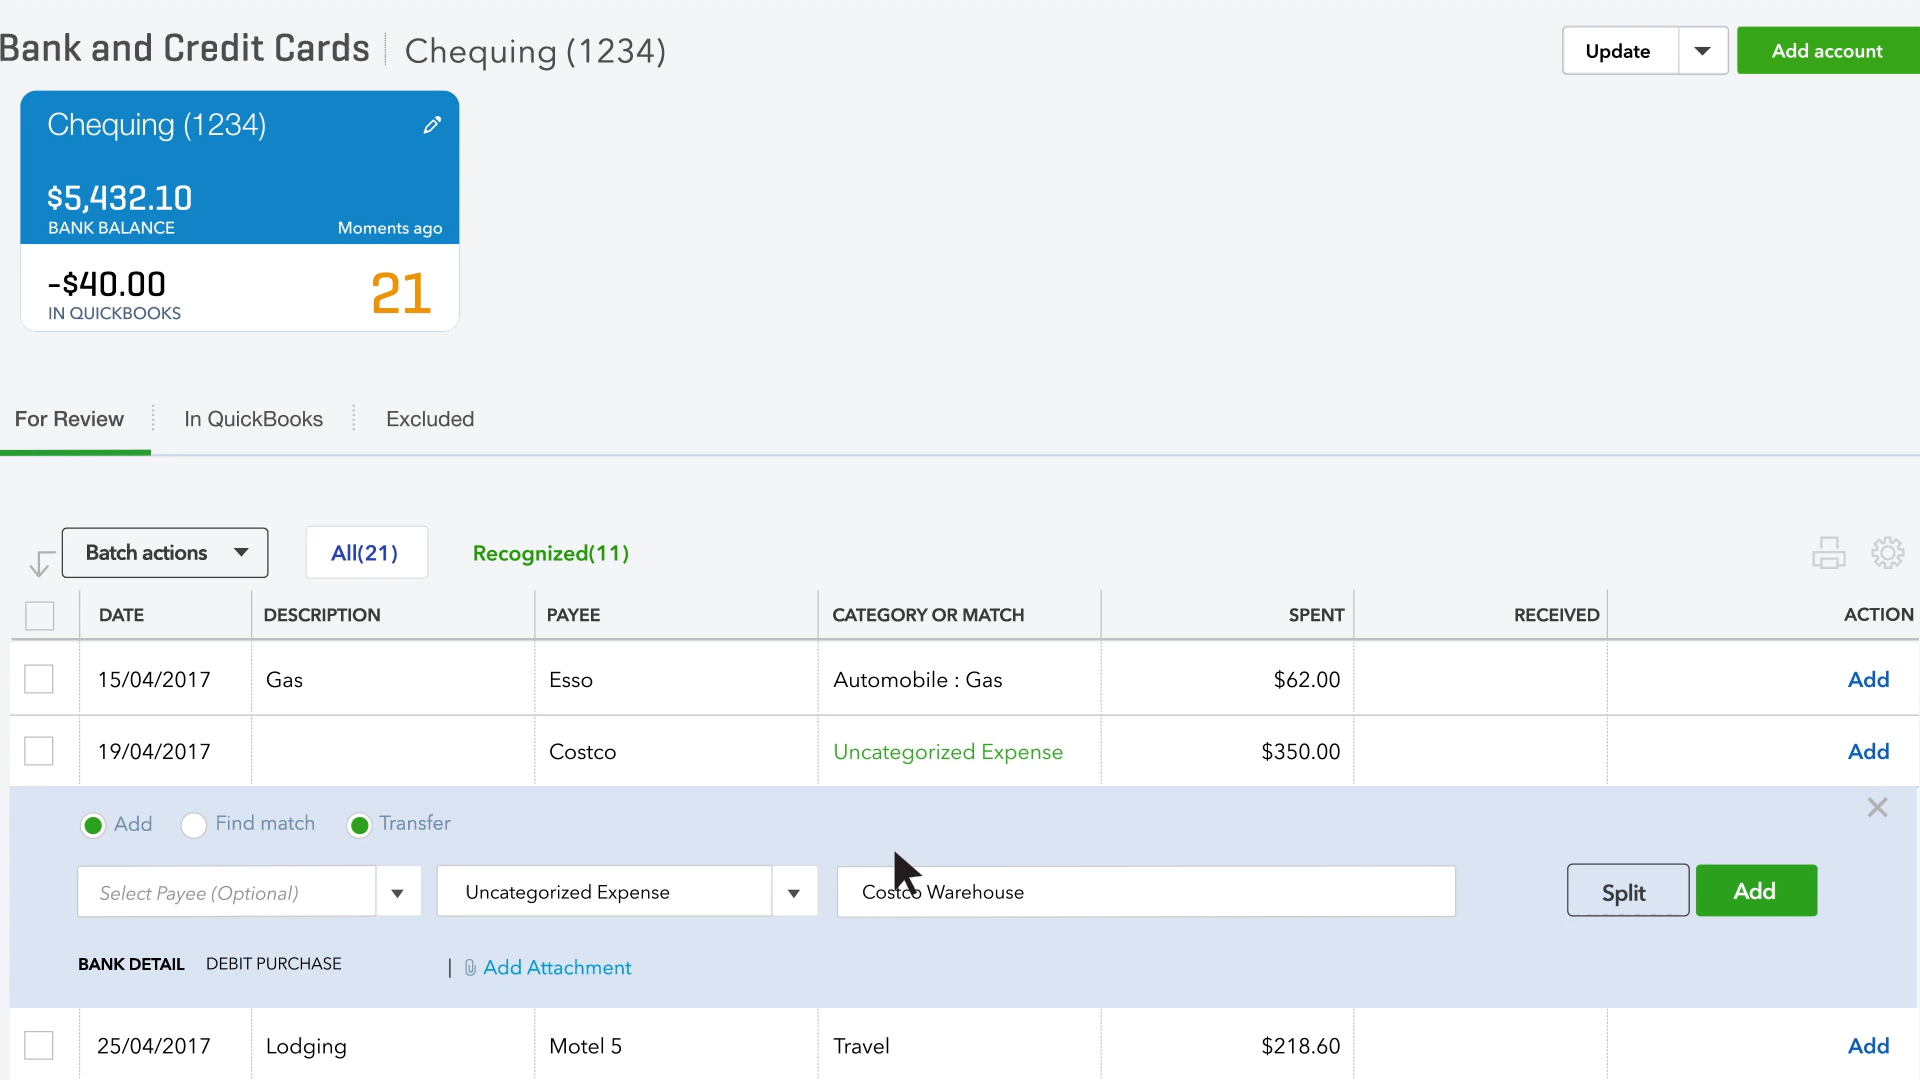 Bank and Credit Cards Chequing (1234)
Update Add account
Chequing (1234)
$5,432.10
BANK BALANCE Moments ago
-$40.00 21
IN QUICKBOOKS
For Review In QuickBooks Excluded
Batch actions All(21) Recognized(11)
DATE DESCRIPTION PAYEE CATEGORY OR MATCH SPENT RECEIVED ACTION
15/04/2017 Gas Esso Automobile : Gas $62.00 Add
19/04/2017 Costco Uncategorized Expense $350.00 Add
Add Find match Transfer
Select Payee (Optional) Uncategorized Expense Costco Warehouse Split Add
BANK DETAIL DEBIT PURCHASE | Add Attachment
25/04/2017 Lodging Motel 5 Travel $218.60 Add